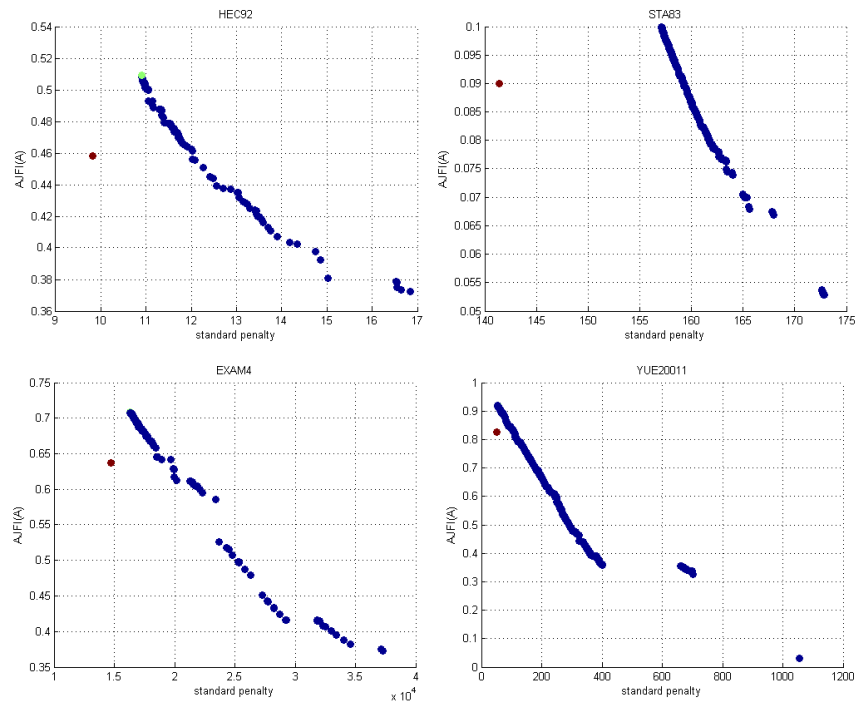 HEC92
0.54
0.52
0.5
0.48
0.46
0.44
0.42
0.4
0.38
0.36
AJFI(A)
9 10 11 12 13 14 15 16 17
standard penalty
STA83
0.1
0.095
0.09
0.085
0.08
0.075
0.07
0.065
0.06
0.055
0.05
AJFI(A)
140 145 150 155 160 165 170 175
standard penalty
EXAM4
0.75
0.7
0.65
0.6
0.55
0.5
0.45
0.4
0.35
AJFI(A)
1 1.5 2 2.5 3 3.5 4
standard penalty
x 10⁴
YUE20011
1
0.9
0.8
0.7
0.6
0.5
0.4
0.3
0.2
0.1
0
AJFI(A)
0 200 400 600 800 1000 1200
standard penalty